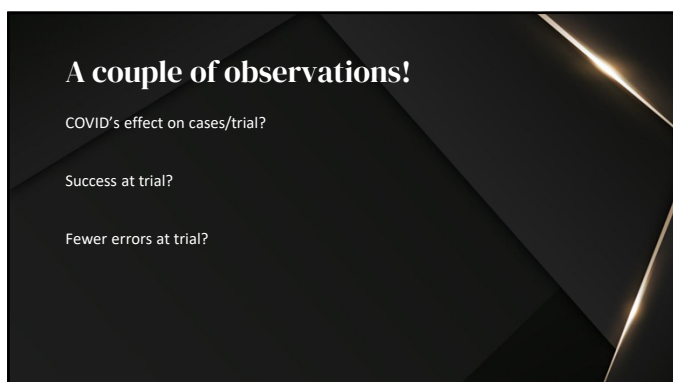 A couple of observations!
COVID's effect on cases/trial?
Success at trial?
Fewer errors at trial?